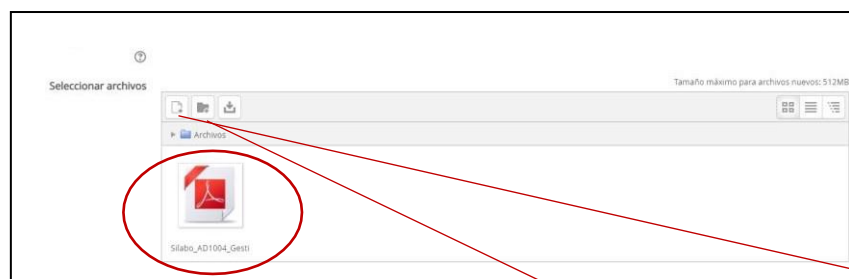 Seleccionar archivos
Tamaño máximo para archivos nuevos: 512MB
Archivos
Silabo_AD1004_Gesti